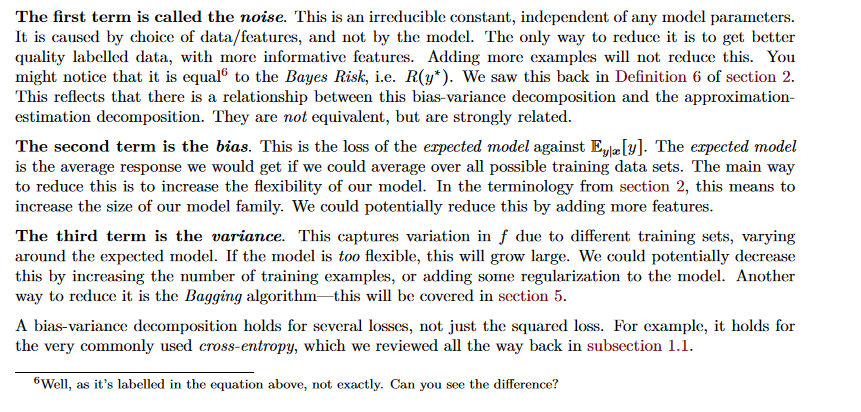 The first term is called the noise. This is an irreducible constant, independent of any model parameters.
It is caused by choice of data/features, and not by the model. The only way to reduce it is to get better
quality labelled data, with more informative features. Adding more examples will not reduce this. You
might notice that it is equal⁶ to the Bayes Risk, i.e. R(y*). We saw this back in Definition 6 of section 2.
This reflects that there is a relationship between this bias-variance decomposition and the approximation-
estimation decomposition. They are not equivalent, but are strongly related.
The second term is the bias. This is the loss of the expected model against 𝔼y|x[y]. The expected model
is the average response we would get if we could average over all possible training data sets. The main way
to reduce this is to increase the flexibility of our model. In the terminology from section 2, this means to
increase the size of our model family. We could potentially reduce this by adding more features.
The third term is the variance. This captures variation in f due to different training sets, varying
around the expected model. If the model is too flexible, this will grow large. We could potentially decrease
this by increasing the number of training examples, or adding some regularization to the model. Another
way to reduce it is the Bagging algorithm—this will be covered in section 5.
A bias-variance decomposition holds for several losses, not just the squared loss. For example, it holds for
the very commonly used cross-entropy, which we reviewed all the way back in subsection 1.1.
⁶Well, as it's labelled in the equation above, not exactly. Can you see the difference?